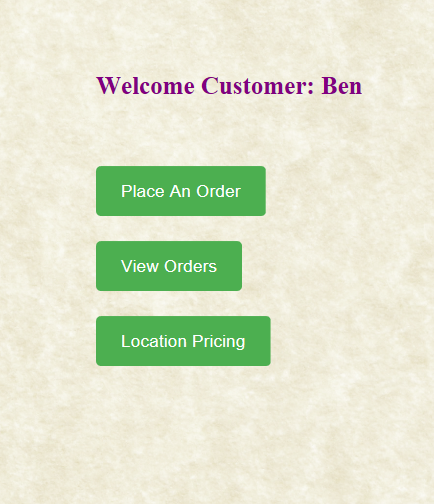 Welcome Customer: Ben
Place An Order
View Orders
Location Pricing